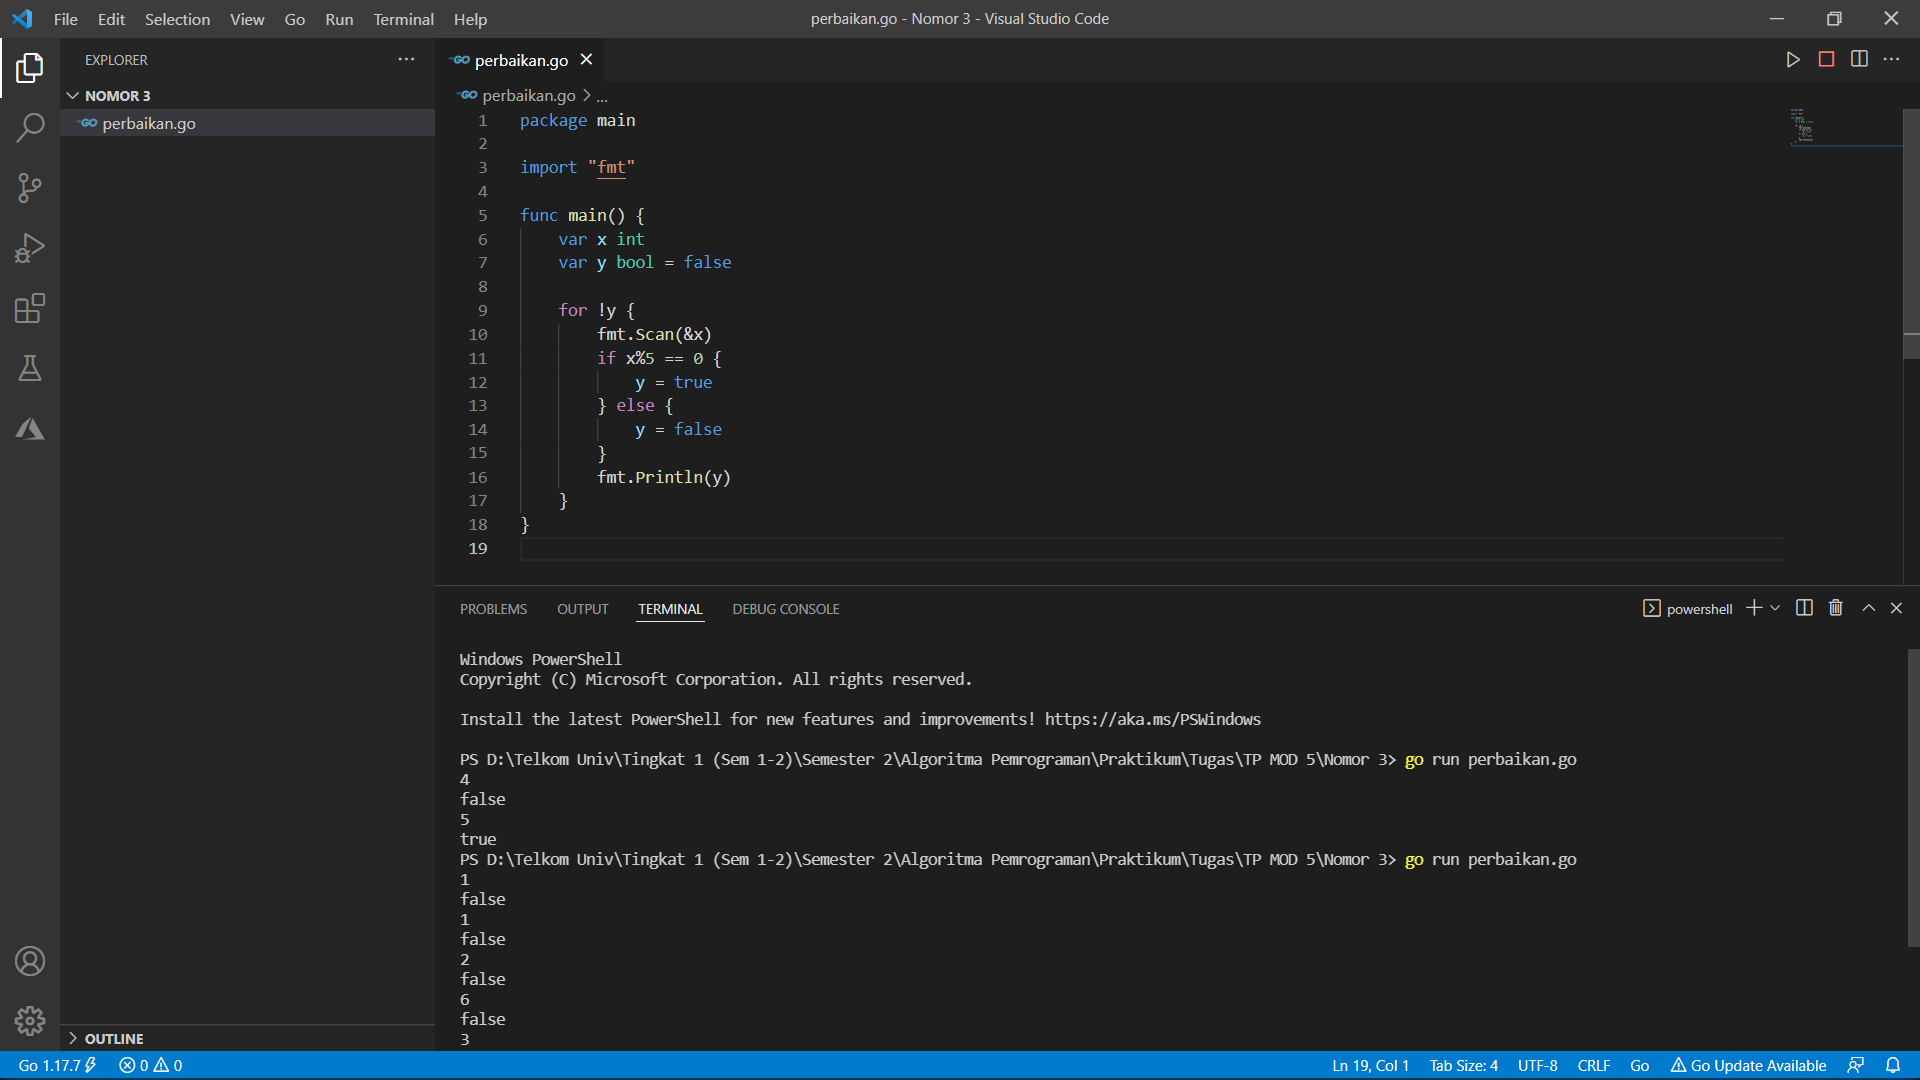 File Edit Selection View Go Run Terminal Help
perbaikan.go - Nomor 3 - Visual Studio Code
EXPLORER
NOMOR 3
perbaikan.go
OUTLINE
perbaikan.go
perbaikan.go > ...
1 package main
2
3 import "fmt"
4
5 func main() {
6 var x int
7 var y bool = false
8
9 for !y {
10 fmt.Scan(&x)
11 if x%5 == 0 {
12 y = true
13 } else {
14 y = false
15 }
16 fmt.Println(y)
17 }
18 }
19
PROBLEMS OUTPUT TERMINAL DEBUG CONSOLE
powershell
Windows PowerShell
Copyright (C) Microsoft Corporation. All rights reserved.
Install the latest PowerShell for new features and improvements! https://aka.ms/PSWindows
PS D:\Telkom Univ\Tingkat 1 (Sem 1-2)\Semester 2\Algoritma Pemrograman\Praktikum\Tugas\TP MOD 5\Nomor 3> go run perbaikan.go
4
false
5
true
PS D:\Telkom Univ\Tingkat 1 (Sem 1-2)\Semester 2\Algoritma Pemrograman\Praktikum\Tugas\TP MOD 5\Nomor 3> go run perbaikan.go
1
false
1
false
2
false
6
false
3
Go 1.17.7 0 0
Ln 19, Col 1 Tab Size: 4 UTF-8 CRLF Go Go Update Available